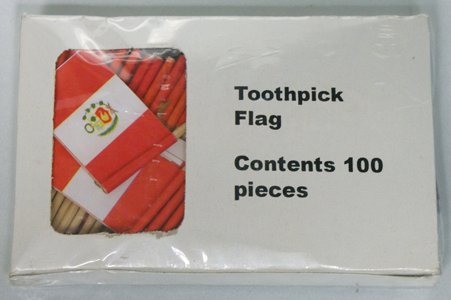 Toothpick
Flag
Contents 100
pieces